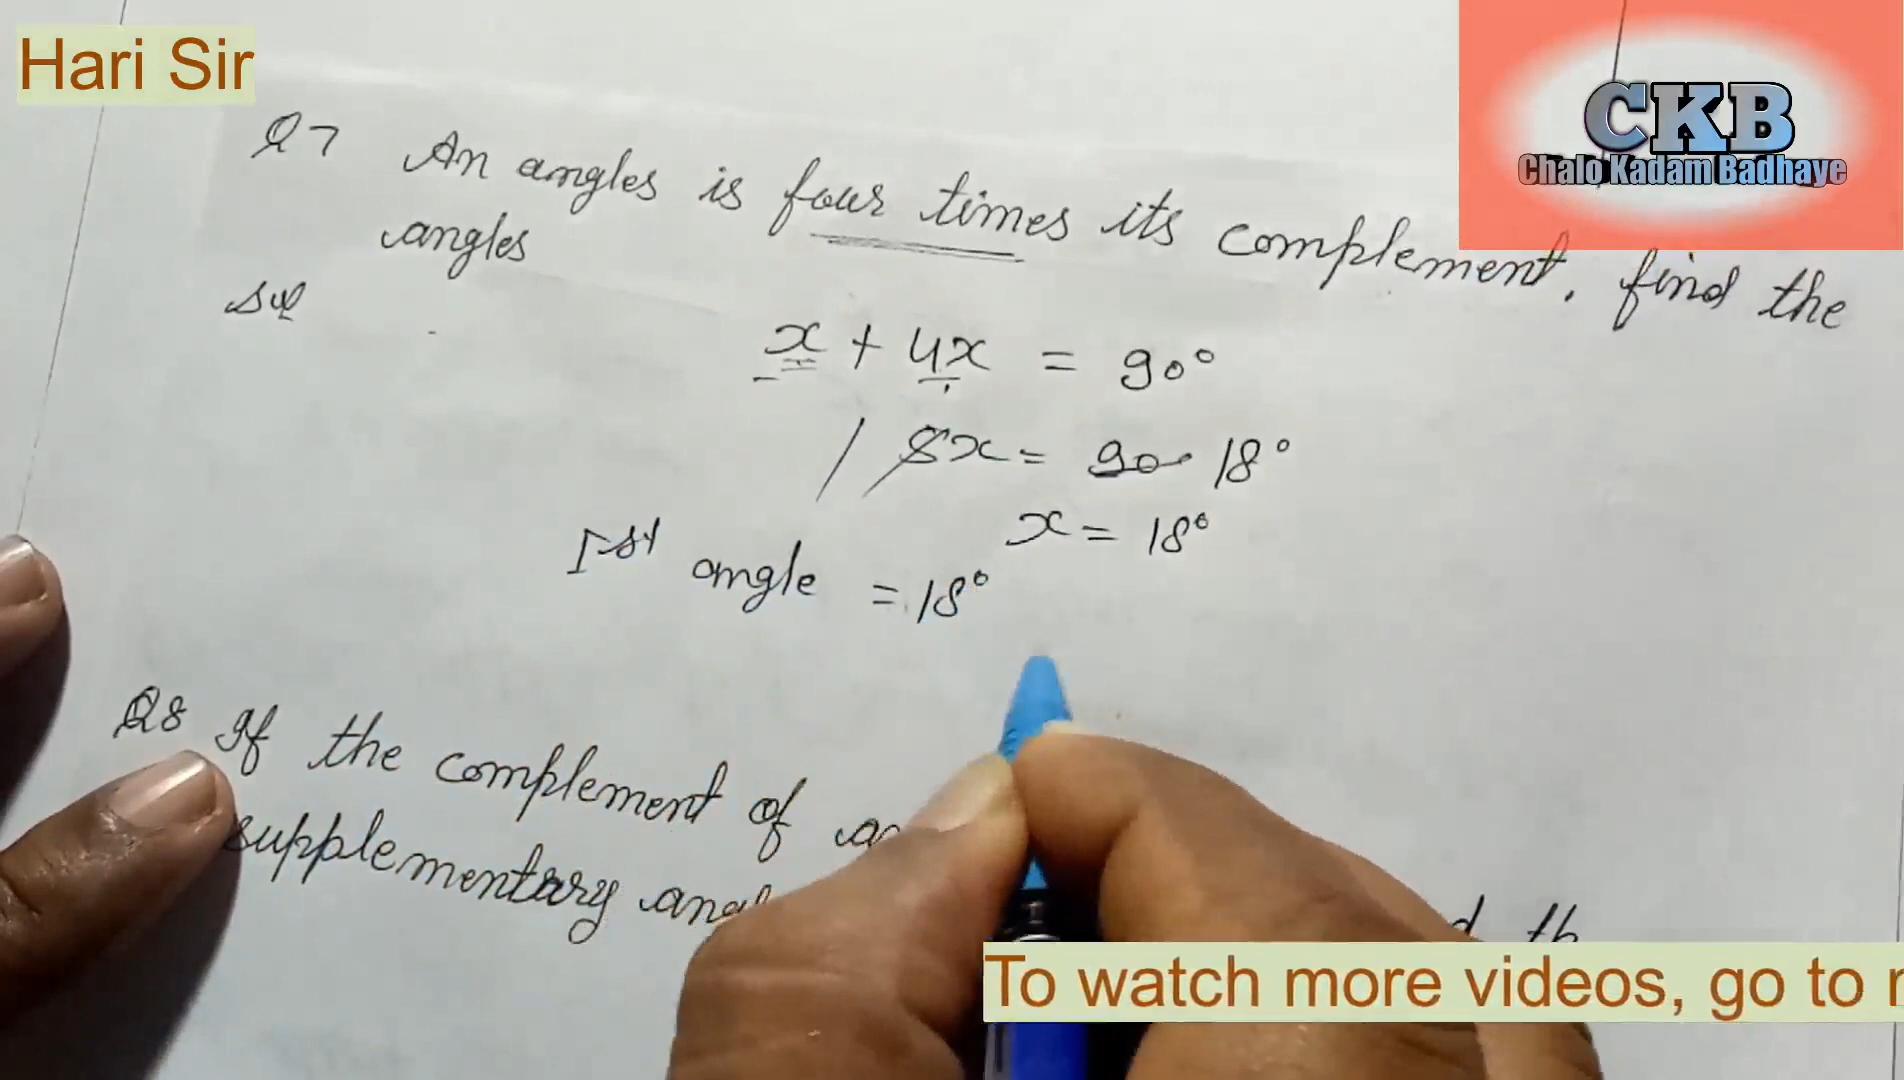 Hari Sir
CKB
Chalo Kadam Badhaye
Q7 An angles is four times its complement, find the
angles
Sol
x + 4x = 90°
5x = 90 18°
x = 18°
Ist angle = 18°
Q8 If the complement of
supplementary
To watch more videos, go to